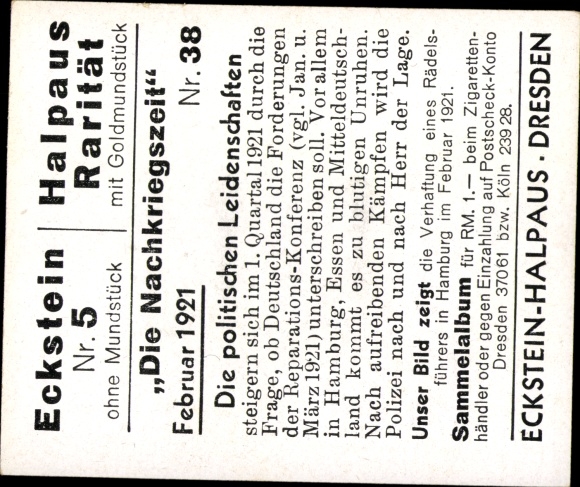 Eckstein
Nr. 5
ohne Mundstück
Halpaus
Rarität
mit Goldmundstück
„Die Nachkriegszeit“
Februar 1921
Nr. 38
Die politischen Leidenschaften
steigern sich im 1. Quartal 1921 durch die
Frage, ob Deutschland die Forderungen
der Reparations-Konferenz (vgl. Jan. u.
März 1921) unterschreiben soll. Vor allem
in Hamburg, Essen und Mitteldeutsch-
land kommt es zu blutigen Unruhen.
Nach aufreibenden Kämpfen wird die
Polizei nach und nach Herr der Lage.
Unser Bild zeigt die Verhaftung eines Rädels-
führers in Hamburg im Februar 1921.
Sammelalbum für RM. 1.— beim Zigaretten-
händler oder gegen Einzahlung auf Postscheck-Konto
Dresden 37061 bzw. Köln 23928.
ECKSTEIN-HALPAUS · DRESDEN